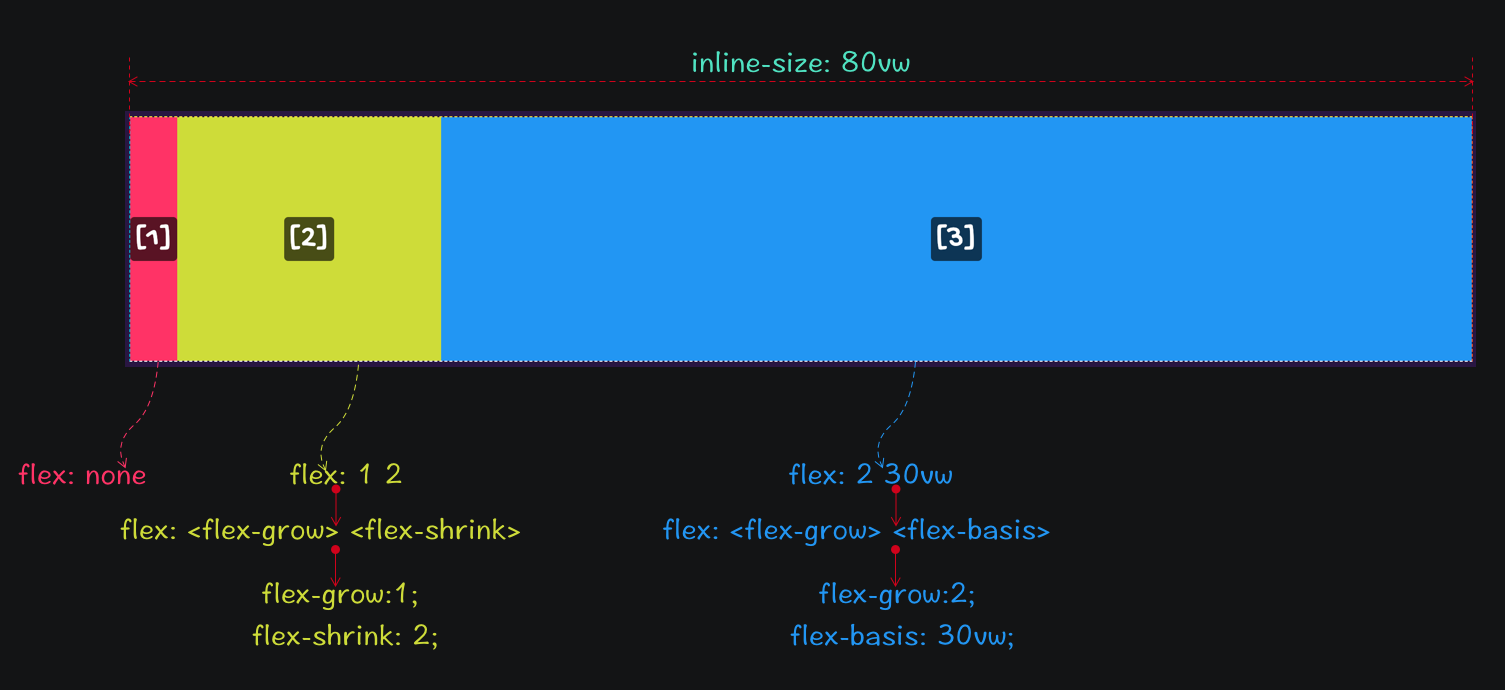 inline-size: 80vw
[1]
[2]
[3]
flex: none
flex: 1 2
flex: 2 30vw
flex: <flex-grow> <flex-shrink>
flex: <flex-grow> <flex-basis>
flex-grow:1;
flex-grow:2;
flex-shrink: 2;
flex-basis: 30vw;